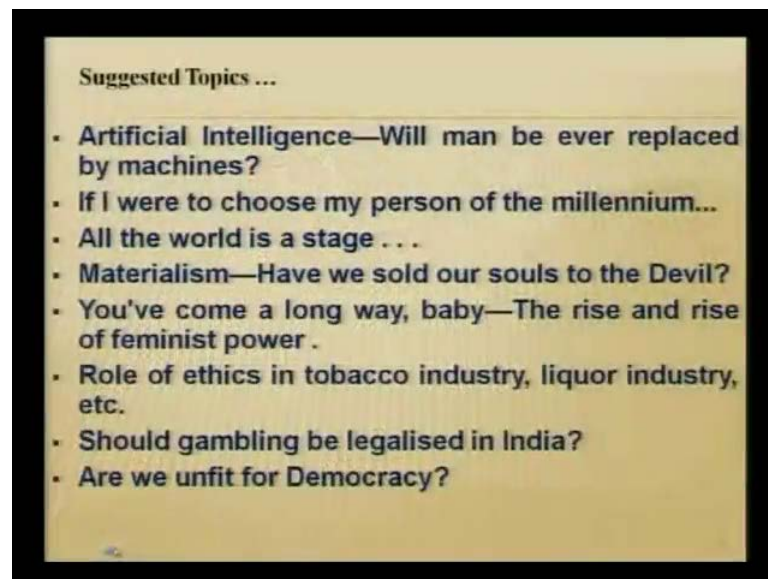 Suggested Topics ...
▪ Artificial Intelligence—Will man be ever replaced
by machines?
▪ If I were to choose my person of the millennium...
▪ All the world is a stage . . .
▪ Materialism—Have we sold our souls to the Devil?
▪ You've come a long way, baby—The rise and rise
of feminist power .
▪ Role of ethics in tobacco industry, liquor industry,
etc.
▪ Should gambling be legalised in India?
▪ Are we unfit for Democracy?